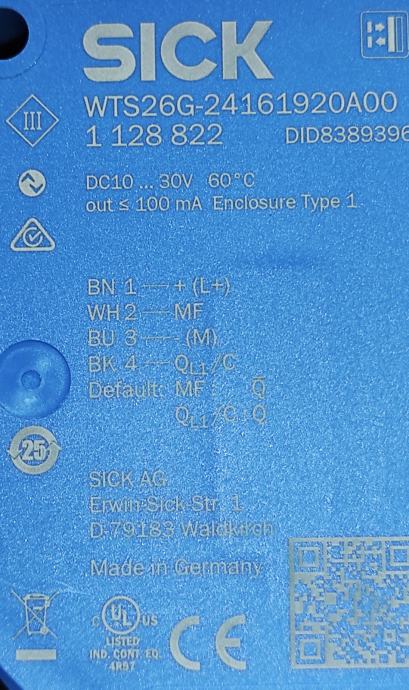 SICK
WTS26G-24161920A00
1 128 822 DID8389396
III
DC10 ... 30V 60°C
out ≤ 100 mA Enclosure Type 1
BN 1 — + (L+)
WH 2 — MF
BU 3 — - (M)
BK 4 — QL1/C
Default: MF : Q̅
QL1/C : Q
25
SICK AG
Erwin-Sick-Str. 1
D-79183 Waldkirch
Made in Germany
C UL US
LISTED
IND. CONT. EQ.
4R97
CE